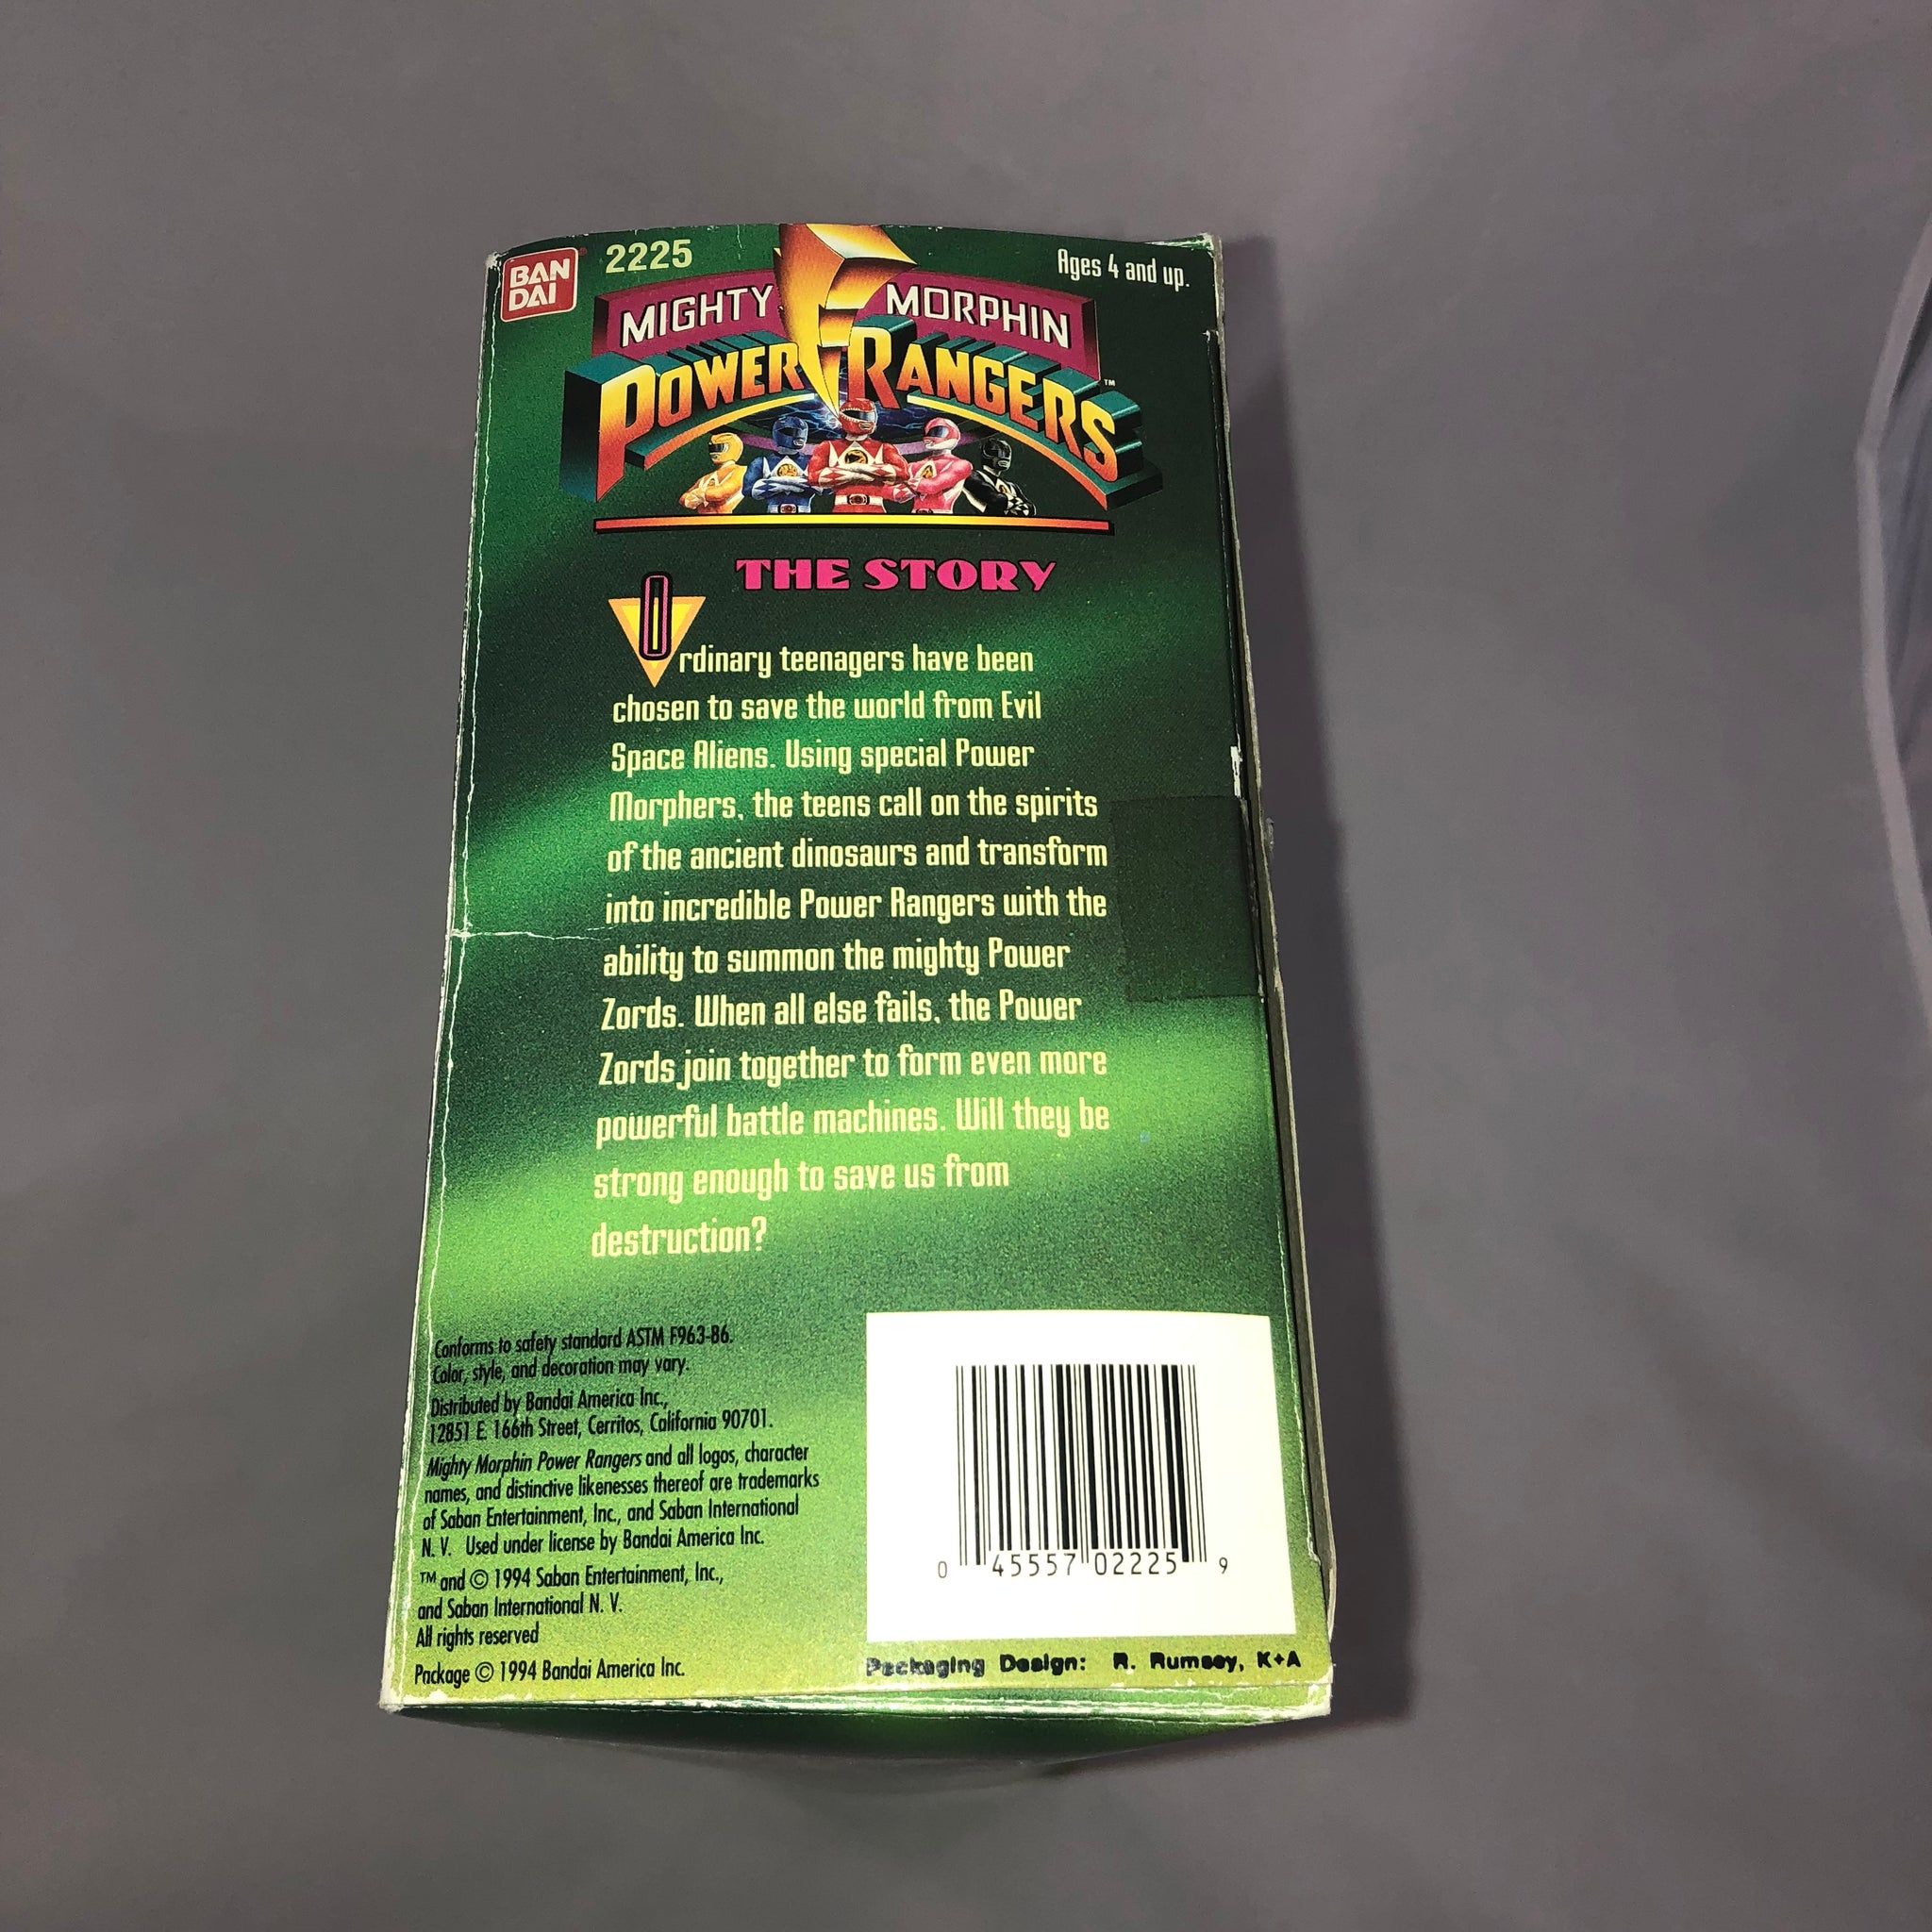 BAN
DAI
2225
Ages 4 and up.
MIGHTY MORPHIN
POWER RANGERS™
THE STORY
Ordinary teenagers have been
chosen to save the world from Evil
Space Aliens. Using special Power
Morphers, the teens call on the spirits
of the ancient dinosaurs and transform
into incredible Power Rangers with the
ability to summon the mighty Power
Zords. When all else fails, the Power
Zords join together to form even more
powerful battle machines. Will they be
strong enough to save us from
destruction?
Conforms to safety standard ASTM F963-86.
Color, style, and decoration may vary.
Distributed by Bandai America Inc.,
12851 E. 166th Street, Cerritos, California 90701.
Mighty Morphin Power Rangers and all logos, character
names, and distinctive likenesses thereof are trademarks
of Saban Entertainment, Inc., and Saban International
N. V. Used under license by Bandai America Inc.
™ and © 1994 Saban Entertainment, Inc.,
and Saban International N. V.
All rights reserved
Package © 1994 Bandai America Inc.
0 45557 02225 9
Packaging Design: R. Rumsey, K+A